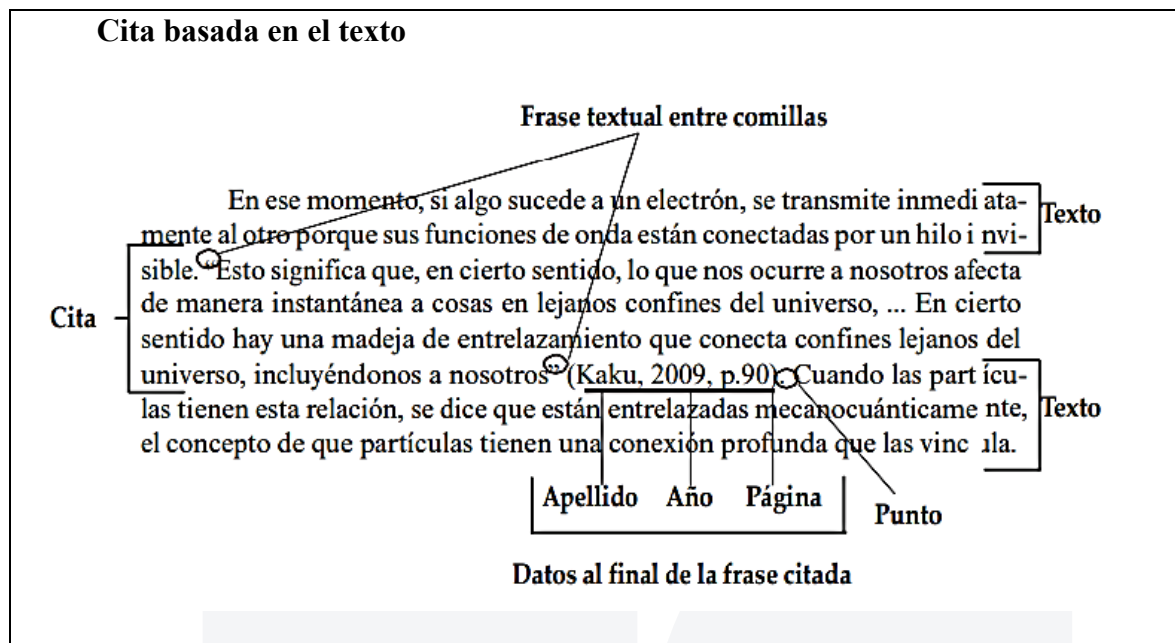 Cita basada en el texto
Frase textual entre comillas
En ese momento, si algo sucede a un electrón, se transmite inmedi ata-
mente al otro porque sus funciones de onda están conectadas por un hilo i nvi-
sible. “Esto significa que, en cierto sentido, lo que nos ocurre a nosotros afecta
de manera instantánea a cosas en lejanos confines del universo, ... En cierto
sentido hay una madeja de entrelazamiento que conecta confines lejanos del
universo, incluyéndonos a nosotros” (Kaku, 2009, p.90). Cuando las part ícu-
las tienen esta relación, se dice que están entrelazadas mecanocuánticame nte,
el concepto de que partículas tienen una conexión profunda que las vinc ula.
Texto
Cita
Texto
Apellido Año Página
Punto
Datos al final de la frase citada